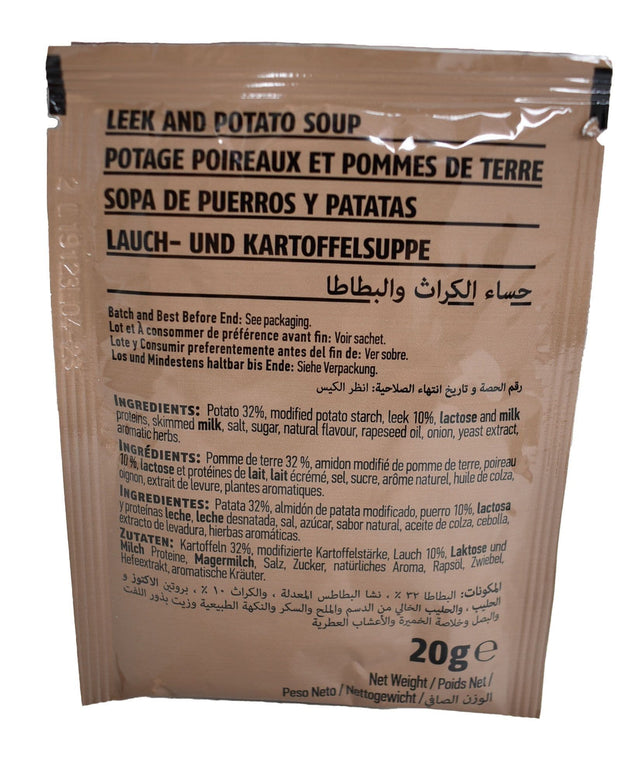 LEEK AND POTATO SOUP
POTAGE POIREAUX ET POMMES DE TERRE
SOPA DE PUERROS Y PATATAS
LAUCH- UND KARTOFFELSUPPE
حساء الكراث والبطاطا
Batch and Best Before End: See packaging.
Lot et À consommer de préférence avant fin: Voir sachet.
Lote y Consumir preferentemente antes del fin de: Ver sobre.
Los und Mindestens haltbar bis Ende: Siehe Verpackung.
رقم الحصة و تاريخ انتهاء الصلاحية: انظر الكيس
INGREDIENTS: Potato 32%, modified potato starch, leek 10%, lactose and milk
proteins, skimmed milk, salt, sugar, natural flavour, rapeseed oil, onion, yeast extract,
aromatic herbs.
INGRÉDIENTS: Pomme de terre 32 %, amidon modifié de pomme de terre, poireau
10%, lactose et protéines de lait, lait écrémé, sel, sucre, arôme naturel, huile de colza,
oignon, extrait de levure, plantes aromatiques.
INGREDIENTES: Patata 32%, almidón de patata modificado, puerro 10%, lactosa
y proteínas leche, leche desnatada, sal, azúcar, sabor natural, aceite de colza, cebolla,
extracto de levadura, hierbas aromáticas.
ZUTATEN: Kartoffeln 32%, modifizierte Kartoffelstärke, Lauch 10%, Laktose und
Milch Proteine, Magermilch, Salz, Zucker, natürliches Aroma, Rapsöl, Zwiebel,
Hefeextrakt, aromatische Kräuter.
المكونات: البطاطا ٣٢ ٪، نشا البطاطس المعدلة ، والكراث ١٠ ٪، بروتين الاكتوز و
الحليب ، والحليب الخالي من الدسم والملح والسكر والنكهة الطبيعية وزيت بذور اللفت
والبصل وخلاصة الخميرة والأعشاب العطرية
20g e
Net Weight / Poids Net /
Peso Neto / Nettogewicht / الوزن الصافي